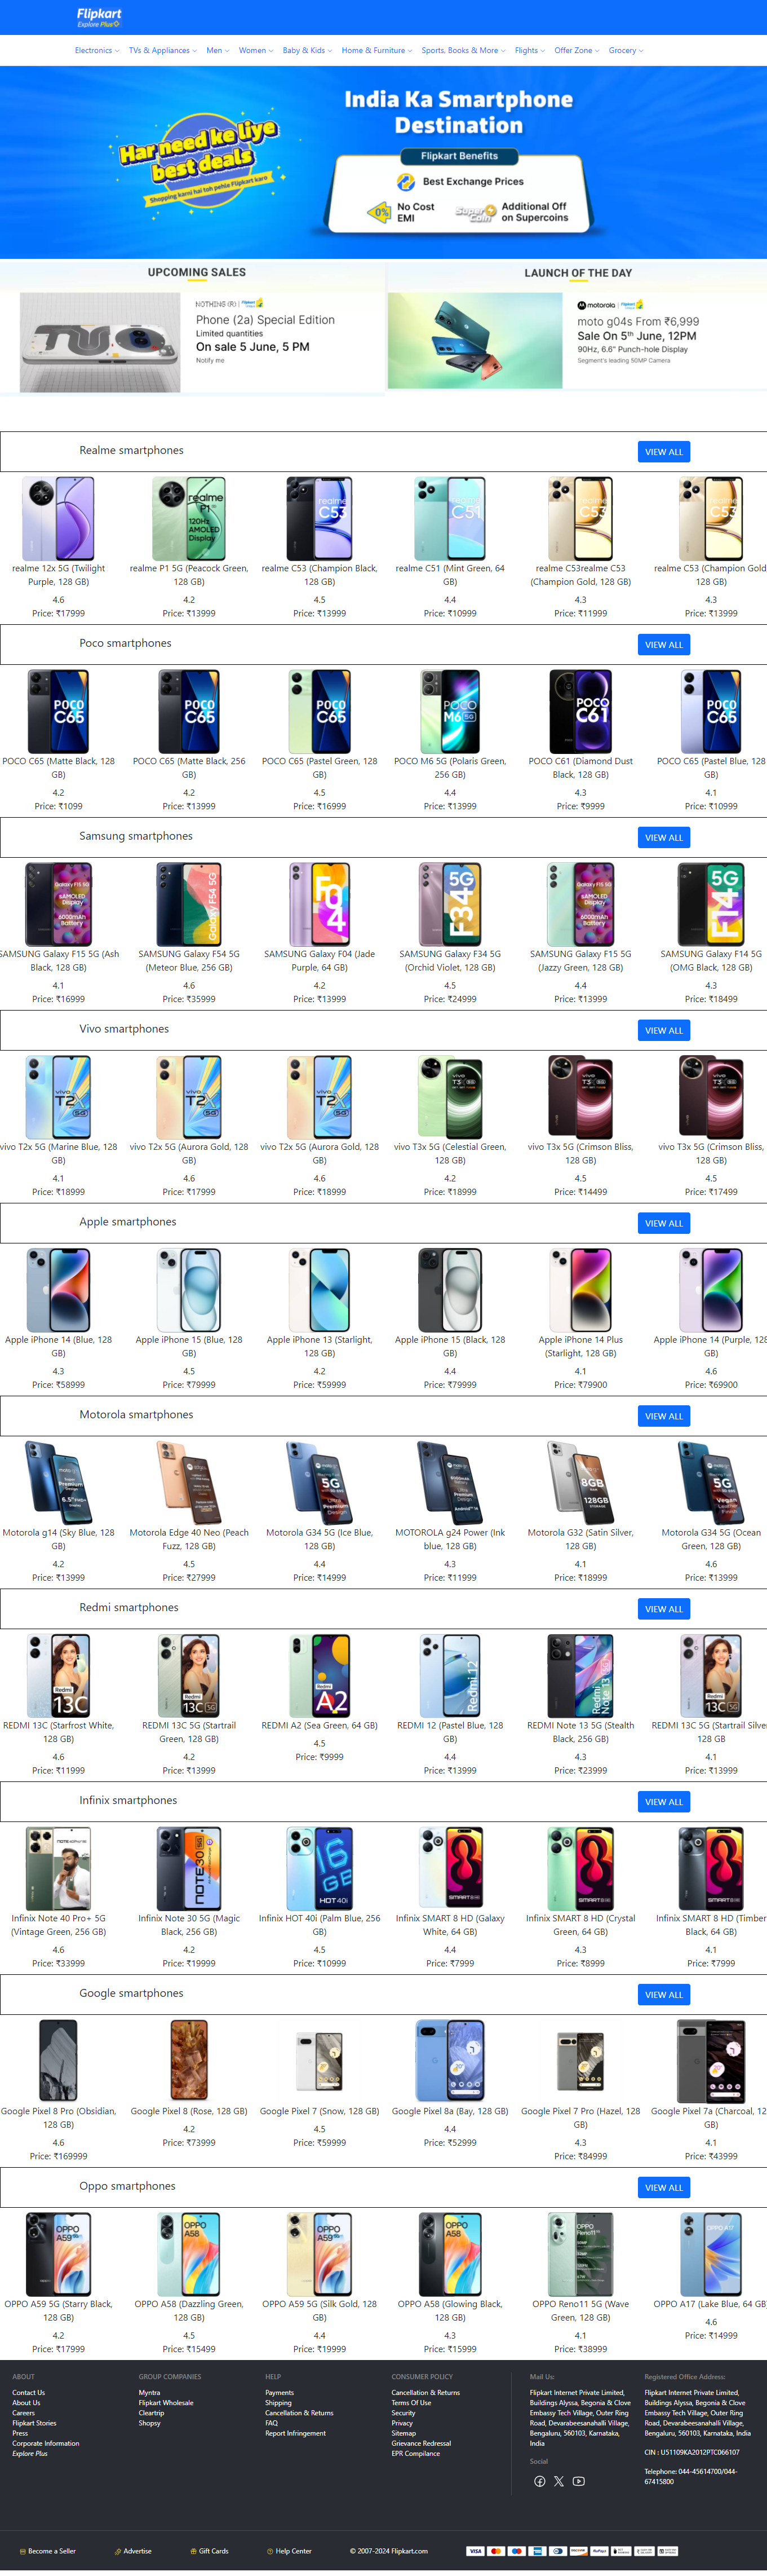 Flipkart
Explore Plus
Electronics TVs & Appliances Men Women Baby & Kids Home & Furniture Sports, Books & More Flights Offer Zone Grocery
Har need ke liye
best deals
Shopping karni hai toh pehle Flipkart karo
India Ka Smartphone
Destination
Flipkart Benefits
Best Exchange Prices
0%
No Cost
EMI
Super Coin
Additional Off
on Supercoins
UPCOMING SALES
NOTHING (R) | Flipkart
Phone (2a) Special Edition
Limited quantities
On sale 5 June, 5 PM
Notify me
LAUNCH OF THE DAY
motorola | Flipkart
moto g04s From ₹6,999
Sale On 5th June, 12PM
90Hz, 6.6" Punch-hole Display
Segment's leading 50MP Camera
Realme smartphones
VIEW ALL
realme 12x 5G (Twilight
Purple, 128 GB)
4.6
Price: ₹17999
realme P1 5G (Peacock Green,
128 GB)
4.2
Price: ₹13999
realme C53 (Champion Black,
128 GB)
4.5
Price: ₹13999
realme C51 (Mint Green, 64
GB)
4.4
Price: ₹10999
realme C53realme C53
(Champion Gold, 128 GB)
4.3
Price: ₹11999
realme C53 (Champion Gold
128 GB)
4.3
Price: ₹13999
Poco smartphones
VIEW ALL
POCO C65 (Matte Black, 128
GB)
4.2
Price: ₹1099
POCO C65 (Matte Black, 256
GB)
4.2
Price: ₹13999
POCO C65 (Pastel Green, 128
GB)
4.5
Price: ₹16999
POCO M6 5G (Polaris Green,
256 GB)
4.4
Price: ₹13999
POCO C61 (Diamond Dust
Black, 128 GB)
4.3
Price: ₹9999
POCO C65 (Pastel Blue, 128
GB)
4.1
Price: ₹10999
Samsung smartphones
VIEW ALL
SAMSUNG Galaxy F15 5G (Ash
Black, 128 GB)
4.1
Price: ₹16999
SAMSUNG Galaxy F54 5G
(Meteor Blue, 256 GB)
4.6
Price: ₹35999
SAMSUNG Galaxy F04 (Jade
Purple, 64 GB)
4.2
Price: ₹13999
SAMSUNG Galaxy F34 5G
(Orchid Violet, 128 GB)
4.5
Price: ₹24999
SAMSUNG Galaxy F15 5G
(Jazzy Green, 128 GB)
4.4
Price: ₹13999
SAMSUNG Galaxy F14 5G
(OMG Black, 128 GB)
4.3
Price: ₹18499
Vivo smartphones
VIEW ALL
vivo T2x 5G (Marine Blue, 128
GB)
4.1
Price: ₹18999
vivo T2x 5G (Aurora Gold, 128
GB)
4.6
Price: ₹17999
vivo T2x 5G (Aurora Gold, 128
GB)
4.6
Price: ₹18999
vivo T3x 5G (Celestial Green,
128 GB)
4.2
Price: ₹18999
vivo T3x 5G (Crimson Bliss,
128 GB)
4.5
Price: ₹14499
vivo T3x 5G (Crimson Bliss,
128 GB)
4.5
Price: ₹17499
Apple smartphones
VIEW ALL
Apple iPhone 14 (Blue, 128
GB)
4.3
Price: ₹58999
Apple iPhone 15 (Blue, 128
GB)
4.5
Price: ₹79999
Apple iPhone 13 (Starlight,
128 GB)
4.2
Price: ₹59999
Apple iPhone 15 (Black, 128
GB)
4.4
Price: ₹79999
Apple iPhone 14 Plus
(Starlight, 128 GB)
4.1
Price: ₹79900
Apple iPhone 14 (Purple, 128
GB)
4.6
Price: ₹69900
Motorola smartphones
VIEW ALL
Motorola g14 (Sky Blue, 128
GB)
4.2
Price: ₹13999
Motorola Edge 40 Neo (Peach
Fuzz, 128 GB)
4.5
Price: ₹27999
Motorola G34 5G (Ice Blue,
128 GB)
4.4
Price: ₹14999
MOTOROLA g24 Power (Ink
blue, 128 GB)
4.3
Price: ₹11999
Motorola G32 (Satin Silver,
128 GB)
4.1
Price: ₹18999
Motorola G34 5G (Ocean
Green, 128 GB)
4.6
Price: ₹13999
Redmi smartphones
VIEW ALL
REDMI 13C (Starfrost White,
128 GB)
4.6
Price: ₹11999
REDMI 13C 5G (Startrail
Green, 128 GB)
4.2
Price: ₹13999
REDMI A2 (Sea Green, 64 GB)
4.5
Price: ₹9999
REDMI 12 (Pastel Blue, 128
GB)
4.4
Price: ₹13999
REDMI Note 13 5G (Stealth
Black, 256 GB)
4.3
Price: ₹23999
REDMI 13C 5G (Startrail Silver
128 GB
4.1
Price: ₹13999
Infinix smartphones
VIEW ALL
Infinix Note 40 Pro+ 5G
(Vintage Green, 256 GB)
4.6
Price: ₹33999
Infinix Note 30 5G (Magic
Black, 256 GB)
4.2
Price: ₹19999
Infinix HOT 40i (Palm Blue, 256
GB)
4.5
Price: ₹10999
Infinix SMART 8 HD (Galaxy
White, 64 GB)
4.4
Price: ₹7999
Infinix SMART 8 HD (Crystal
Green, 64 GB)
4.3
Price: ₹8999
Infinix SMART 8 HD (Timber
Black, 64 GB)
4.1
Price: ₹7999
Google smartphones
VIEW ALL
Google Pixel 8 Pro (Obsidian,
128 GB)
4.6
Price: ₹169999
Google Pixel 8 (Rose, 128 GB)
4.2
Price: ₹73999
Google Pixel 7 (Snow, 128 GB)
4.5
Price: ₹59999
Google Pixel 8a (Bay, 128 GB)
4.4
Price: ₹52999
Google Pixel 7 Pro (Hazel, 128
GB)
4.3
Price: ₹84999
Google Pixel 7a (Charcoal, 12
GB)
4.1
Price: ₹43999
Oppo smartphones
VIEW ALL
OPPO A59 5G (Starry Black,
128 GB)
4.2
Price: ₹17999
OPPO A58 (Dazzling Green,
128 GB)
4.5
Price: ₹15499
OPPO A59 5G (Silk Gold, 128
GB)
4.4
Price: ₹19999
OPPO A58 (Glowing Black,
128 GB)
4.3
Price: ₹15999
OPPO Reno11 5G (Wave
Green, 128 GB)
4.1
Price: ₹38999
OPPO A17 (Lake Blue, 64 GB)
4.6
Price: ₹14999
ABOUT
Contact Us
About Us
Careers
Flipkart Stories
Press
Corporate Information
Explore Plus
GROUP COMPANIES
Myntra
Flipkart Wholesale
Cleartrip
Shopsy
HELP
Payments
Shipping
Cancellation & Returns
FAQ
Report Infringement
CONSUMER POLICY
Cancellation & Returns
Terms Of Use
Security
Privacy
Sitemap
Grievance Redressal
EPR Compilance
Mail Us:
Flipkart Internet Private Limited,
Buildings Alyssa, Begonia & Clove
Embassy Tech Village, Outer Ring
Road, Devarabeesanahalli Village,
Bengaluru, 560103, Karnataka,
India
Social
Registered Office Address:
Flipkart Internet Private Limited,
Buildings Alyssa, Begonia & Clove
Embassy Tech Village, Outer Ring
Road, Devarabeesanahalli Village,
Bengaluru, 560103, Karnataka, India
CIN : U51109KA2012PTC066107
Telephone: 044-45614700/044-
67415800
Become a Seller
Advertise
Gift Cards
Help Center
© 2007-2024 Flipkart.com
VISA